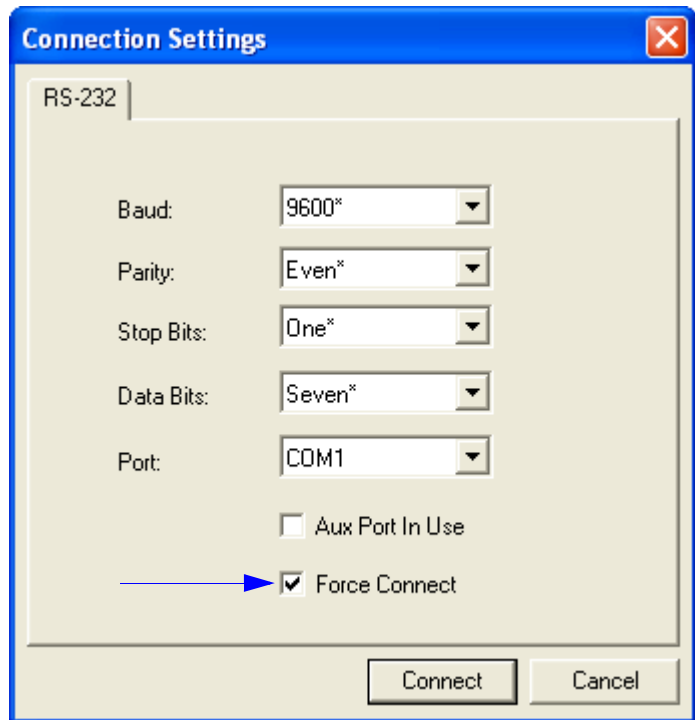 Connection Settings
RS-232
Baud: 9600*
Parity: Even*
Stop Bits: One*
Data Bits: Seven*
Port: COM1
Aux Port In Use
Force Connect
Connect Cancel